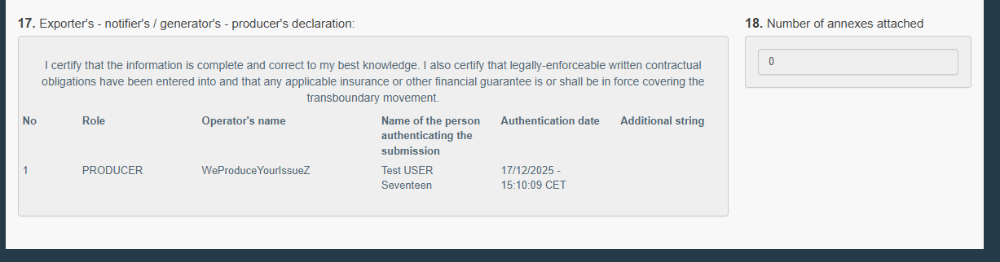 17. Exporter's - notifier's / generator's - producer's declaration:
18. Number of annexes attached
I certify that the information is complete and correct to my best knowledge. I also certify that legally-enforceable written contractual
obligations have been entered into and that any applicable insurance or other financial guarantee is or shall be in force covering the
transboundary movement.
0
No Role Operator's name Name of the person authenticating the submission Authentication date Additional string
1 PRODUCER WeProduceYourIssueZ Test USER Seventeen 17/12/2025 - 15:10:09 CET